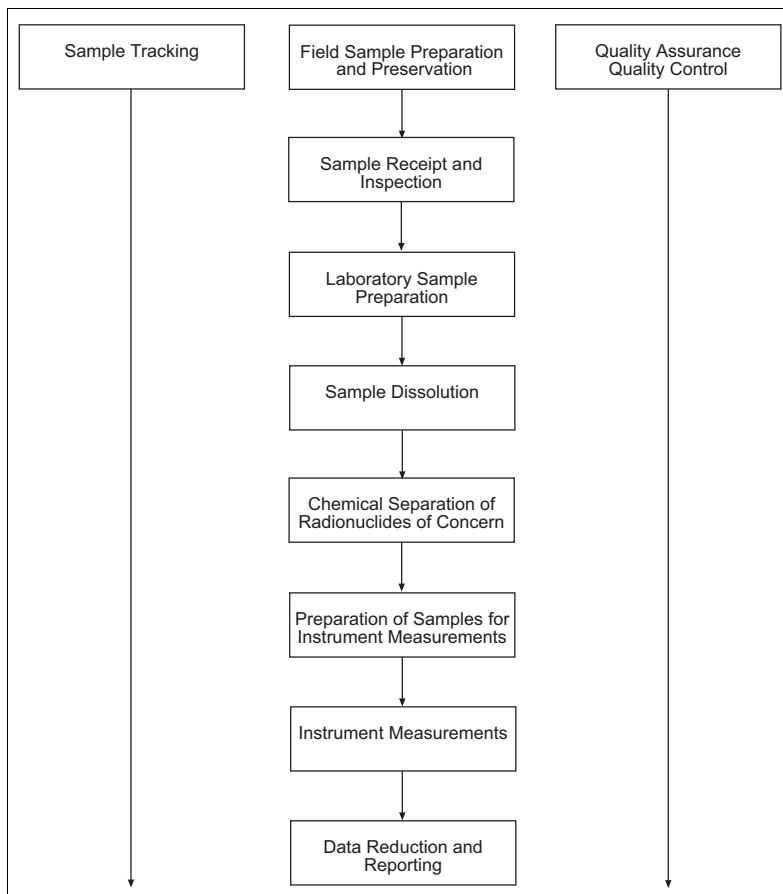 Sample Tracking
Field Sample Preparation
and Preservation
Quality Assurance
Quality Control
Sample Receipt and
Inspection
Laboratory Sample
Preparation
Sample Dissolution
Chemical Separation of
Radionuclides of Concern
Preparation of Samples for
Instrument Measurements
Instrument Measurements
Data Reduction and
Reporting